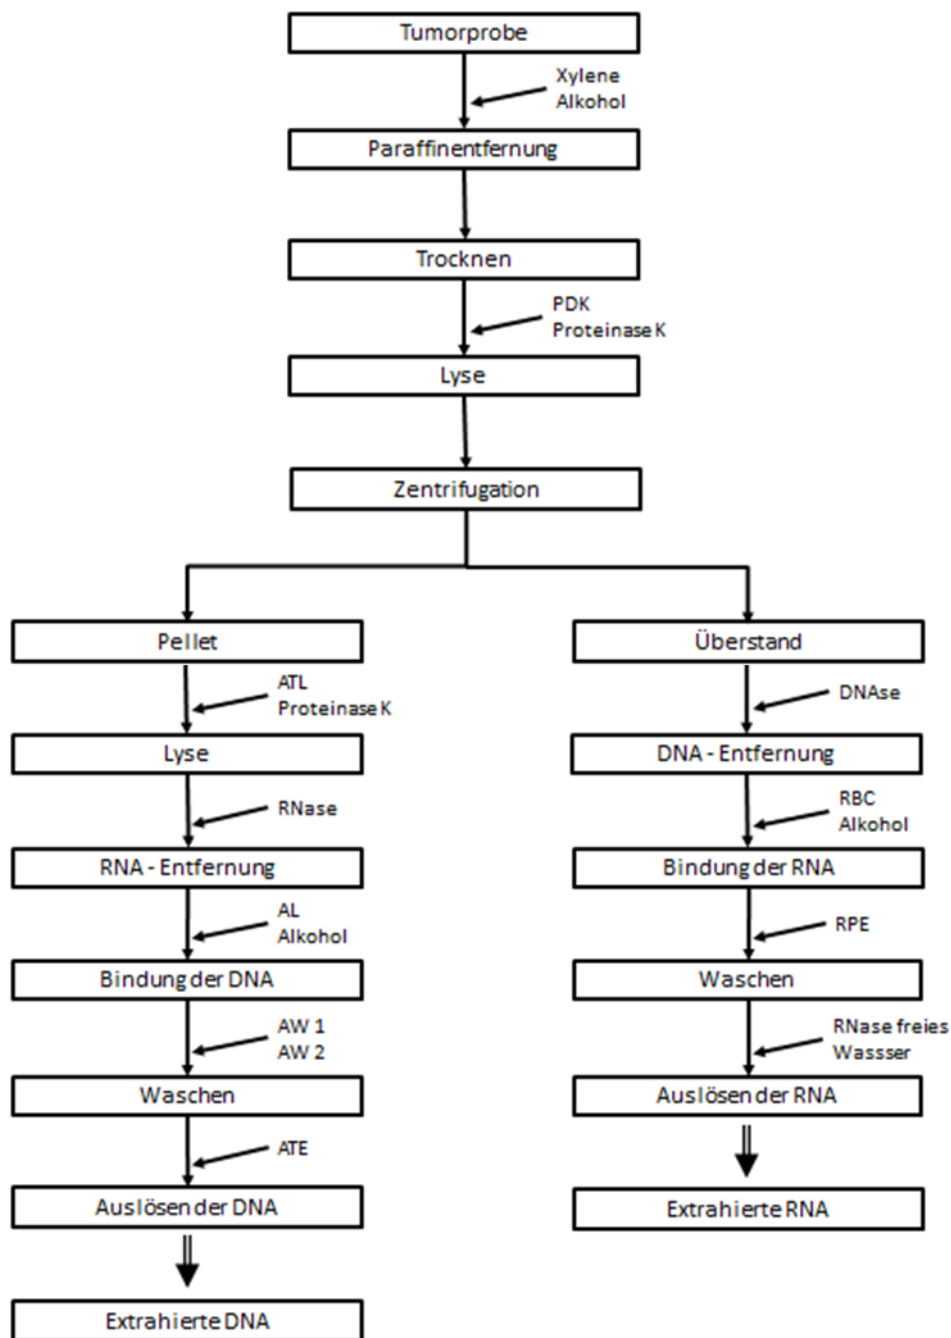 Tumorprobe
Xylene
Alkohol
Paraffinentfernung
Trocknen
PDK
Proteinase K
Lyse
Zentrifugation
Pellet
ATL
Proteinase K
Lyse
RNase
RNA - Entfernung
AL
Alkohol
Bindung der DNA
AW 1
AW 2
Waschen
ATE
Auslösen der DNA
Extrahierte DNA
Überstand
DNAse
DNA - Entfernung
RBC
Alkohol
Bindung der RNA
RPE
Waschen
RNase freies
Wassser
Auslösen der RNA
Extrahierte RNA